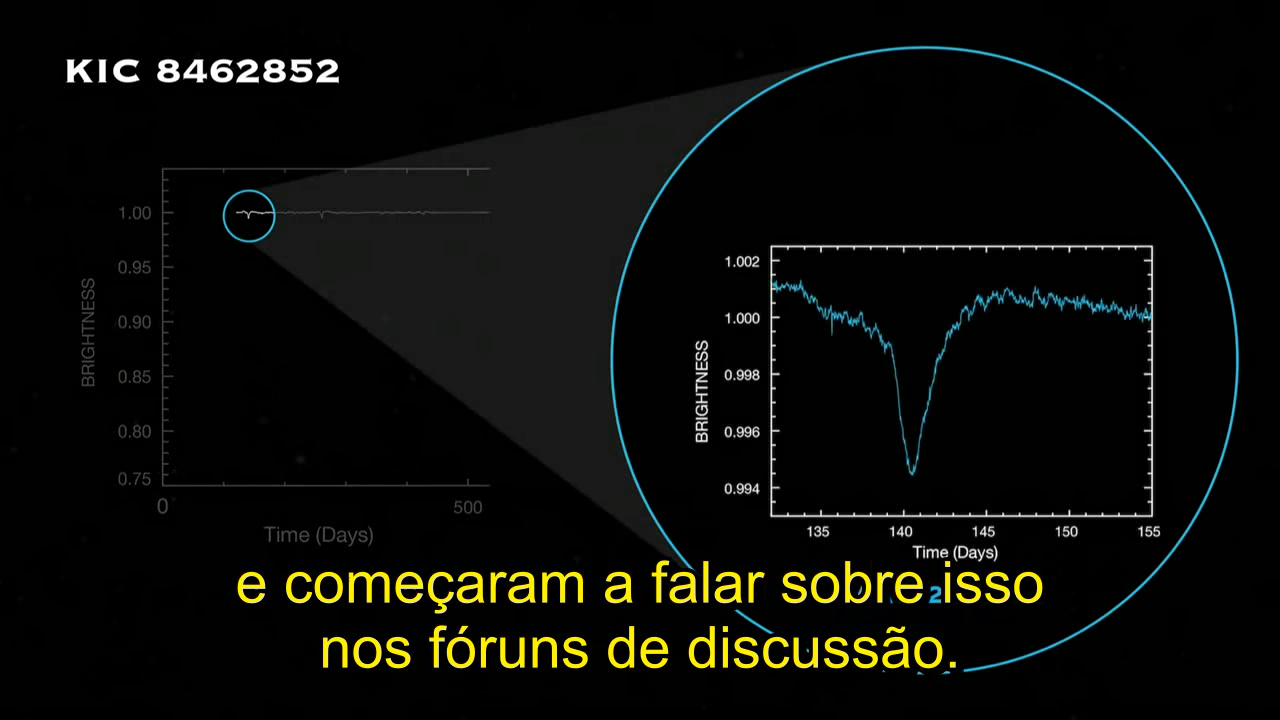 KIC 8462852
1.00
0.95
0.90
0.85
0.80
0.75
BRIGHTNESS
0
500
Time (Days)
1.002
1.000
0.998
0.996
0.994
BRIGHTNESS
135
140
145
150
155
Time (Days)
e começaram a falar sobre isso
nos fóruns de discussão.